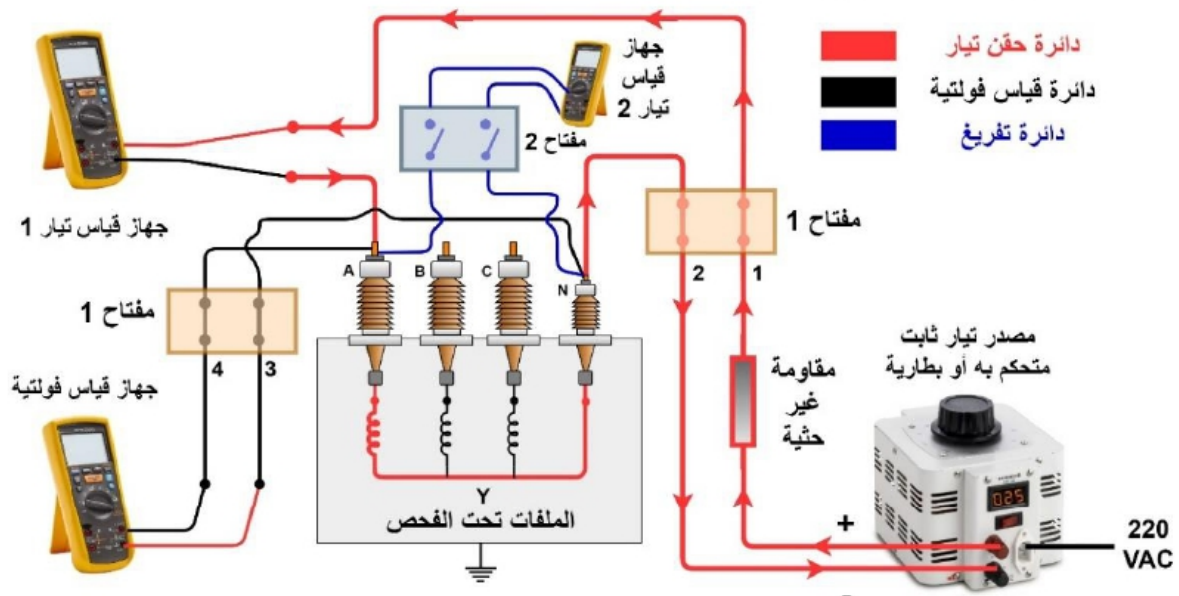 دائرة حقن تيار
دائرة قياس فولتية
دائرة تفريغ
جهاز
قياس
تيار 2
مفتاح 2
جهاز قياس تيار 1
مفتاح 1
2
1
A
B
C
N
مفتاح 1
4
3
جهاز قياس فولتية
مقاومة
غير
حثية
مصدر تيار ثابت
متحكم به أو بطارية
Y
الملفات تحت الفحص
+
025
220
VAC